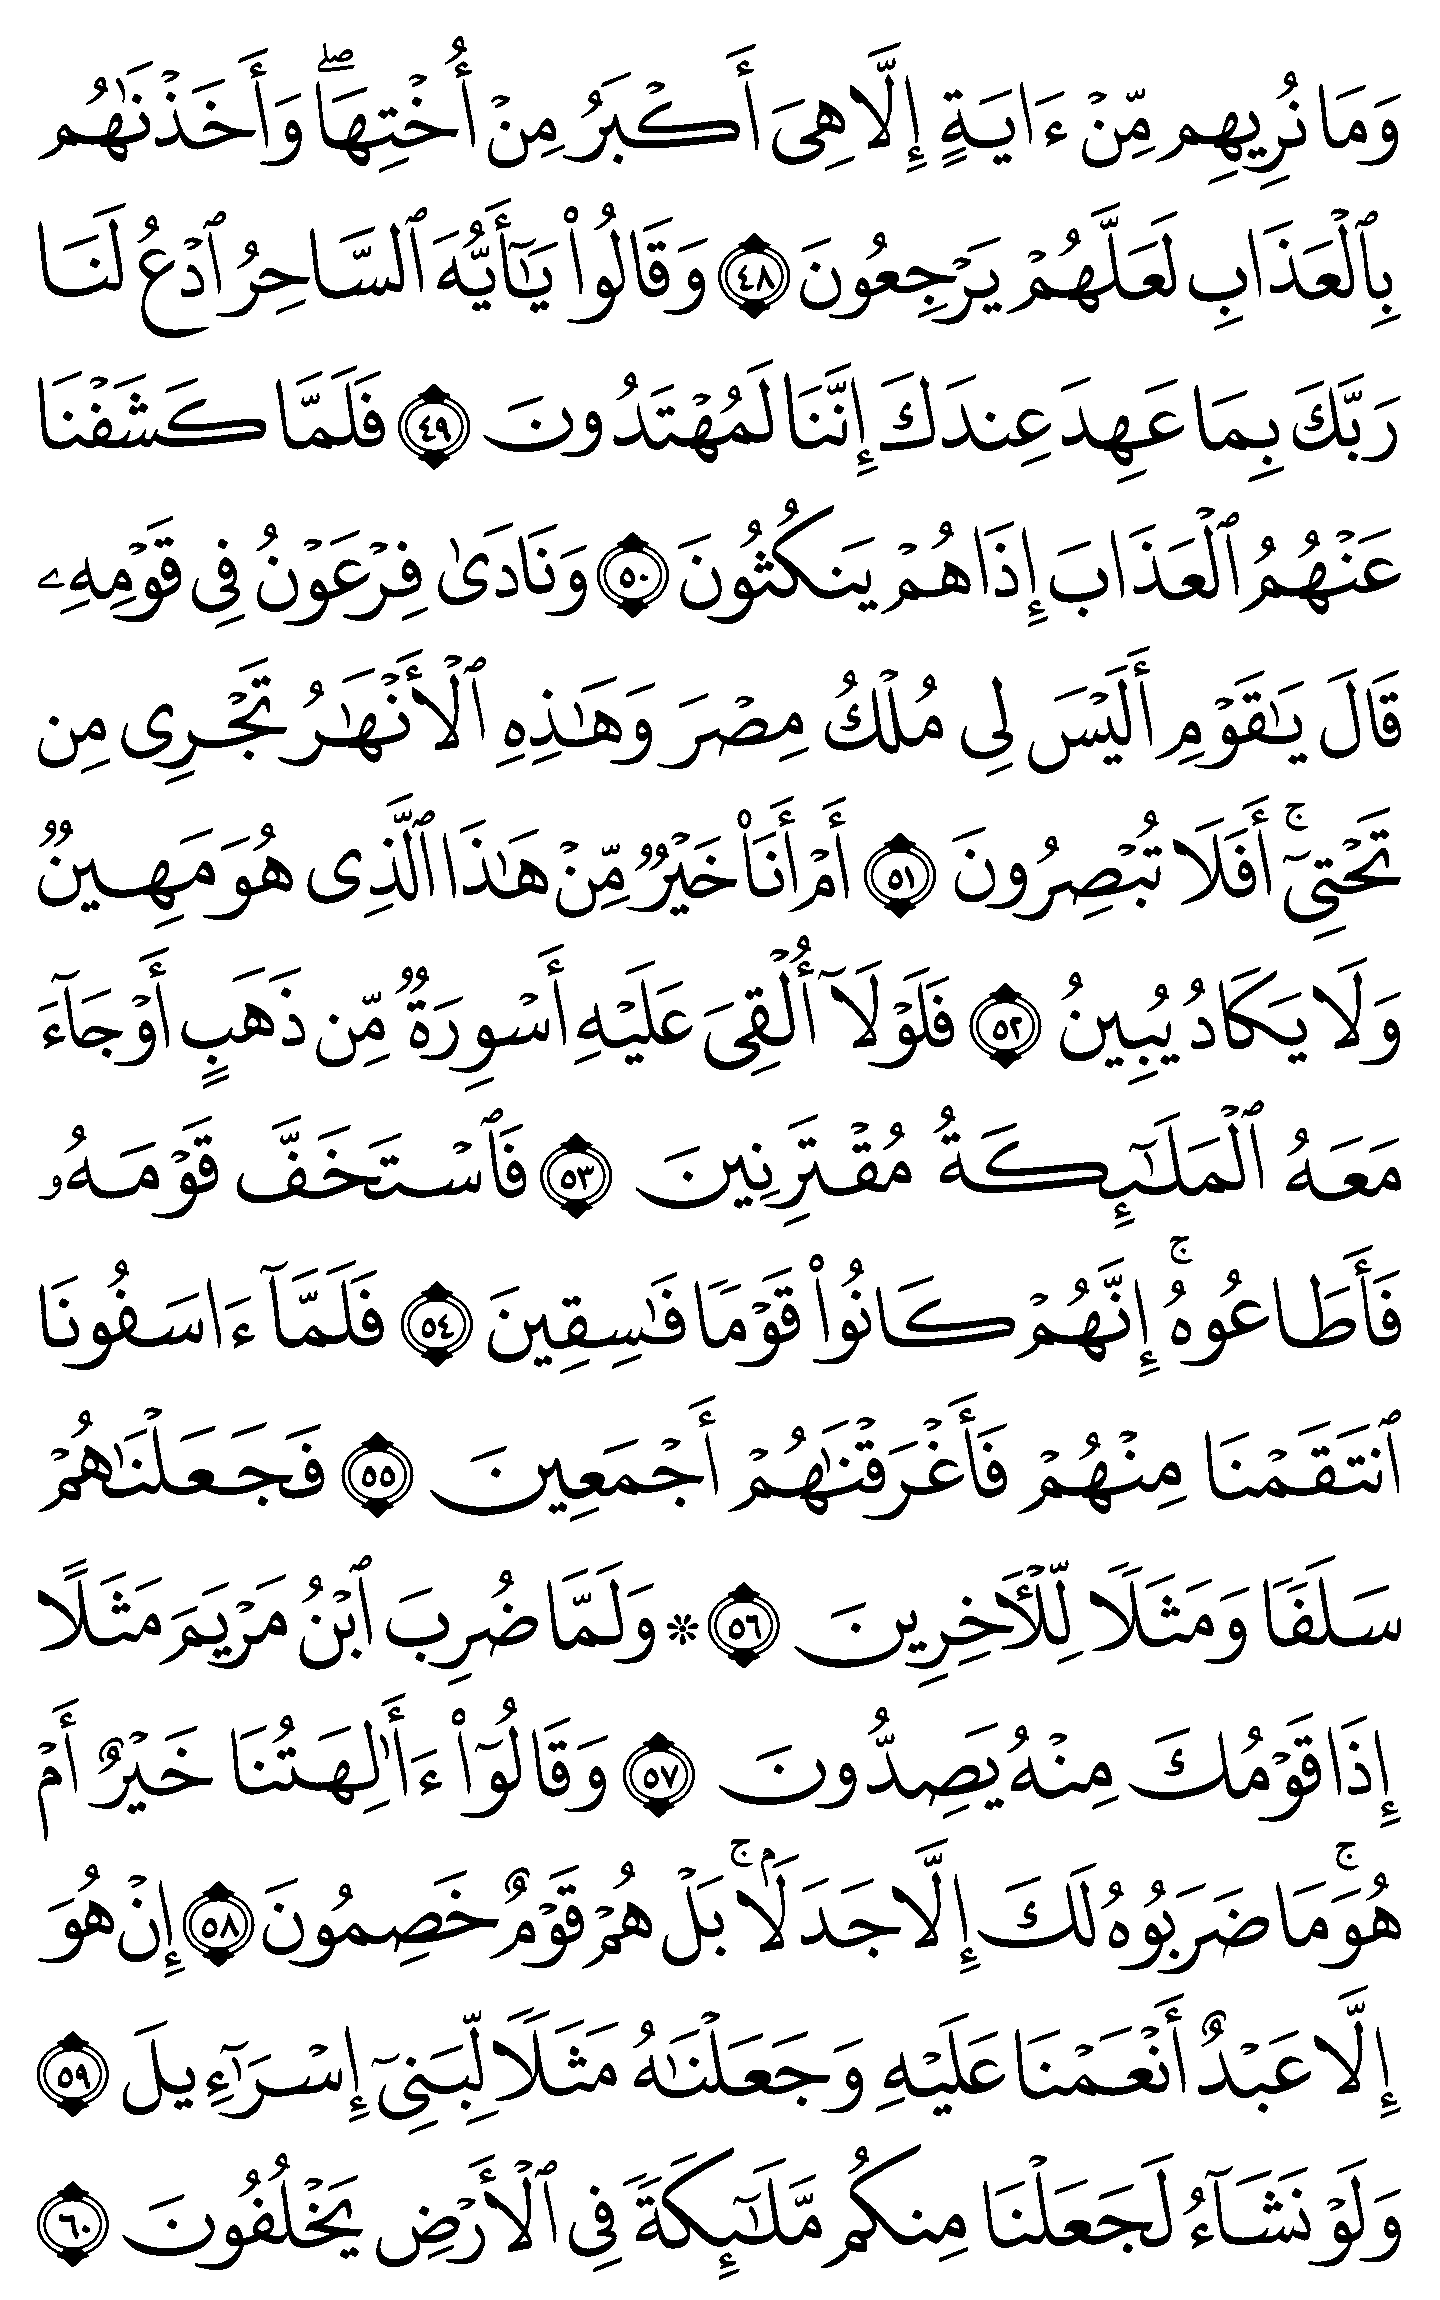 وَمَا نُرِيهِم مِّنۡ ءَايَةٍ إِلَّا هِيَ أَكۡبَرُ مِنۡ أُخۡتِهَاۖ وَأَخَذۡنَٰهُم
بِٱلۡعَذَابِ لَعَلَّهُمۡ يَرۡجِعُونَ ٤٨ وَقَالُواْ يَٰٓأَيُّهَ ٱلسَّاحِرُ ٱدۡعُ لَنَا
رَبَّكَ بِمَا عَهِدَ عِندَكَ إِنَّنَا لَمُهۡتَدُونَ ٤٩ فَلَمَّا كَشَفۡنَا
عَنۡهُمُ ٱلۡعَذَابَ إِذَا هُمۡ يَنكُثُونَ ٥٠ وَنَادَىٰ فِرۡعَوۡنُ فِي قَوۡمِهِۦ
قَالَ يَٰقَوۡمِ أَلَيۡسَ لِي مُلۡكُ مِصۡرَ وَهَٰذِهِ ٱلۡأَنۡهَٰرُ تَجۡرِي مِن
تَحۡتِيٓۚ أَفَلَا تُبۡصِرُونَ ٥١ أَمۡ أَنَا۠ خَيۡرٞ مِّنۡ هَٰذَا ٱلَّذِي هُوَ مَهِينٞ
وَلَا يَكَادُ يُبِينُ ٥٢ فَلَوۡلَآ أُلۡقِيَ عَلَيۡهِ أَسۡوِرَةٞ مِّن ذَهَبٍ أَوۡ جَآءَ
مَعَهُ ٱلۡمَلَٰٓئِكَةُ مُقۡتَرِنِينَ ٥٣ فَٱسۡتَخَفَّ قَوۡمَهُۥ
فَأَطَاعُوهُۚ إِنَّهُمۡ كَانُواْ قَوۡمٗا فَٰسِقِينَ ٥٤ فَلَمَّآ ءَاسَفُونَا
ٱنتَقَمۡنَا مِنۡهُمۡ فَأَغۡرَقۡنَٰهُمۡ أَجۡمَعِينَ ٥٥ فَجَعَلۡنَٰهُمۡ
سَلَفٗا وَمَثَلٗا لِّلۡأٓخِرِينَ ٥٦ ۞ وَلَمَّا ضُرِبَ ٱبۡنُ مَرۡيَمَ مَثَلًا
إِذَا قَوۡمُكَ مِنۡهُ يَصِدُّونَ ٥٧ وَقَالُوٓاْ ءَأَٰلِهَتُنَا خَيۡرٌ أَمۡ
هُوَۚ مَا ضَرَبُوهُ لَكَ إِلَّا جَدَلَۢاۚ بَلۡ هُمۡ قَوۡمٌ خَصِمُونَ ٥٨ إِنۡ هُوَ
إِلَّا عَبۡدٌ أَنۡعَمۡنَا عَلَيۡهِ وَجَعَلۡنَٰهُ مَثَلٗا لِّبَنِيٓ إِسۡرَٰٓءِيلَ ٥٩
وَلَوۡ نَشَآءُ لَجَعَلۡنَا مِنكُم مَّلَٰٓئِكَةٗ فِي ٱلۡأَرۡضِ يَخۡلُفُونَ ٦٠